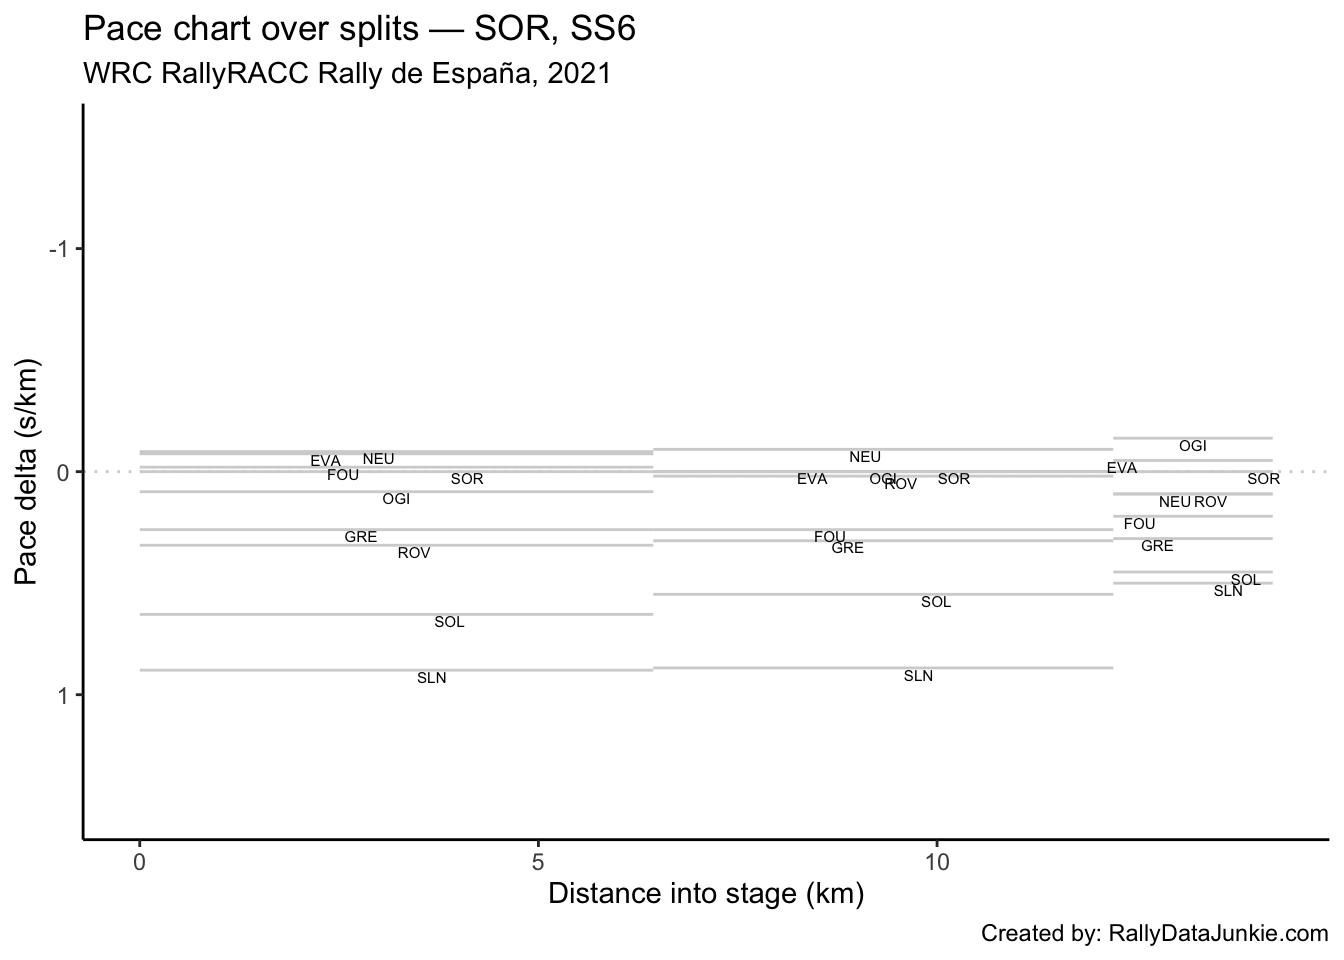 Pace chart over splits — SOR, SS6
WRC RallyRACC Rally de España, 2021
Pace delta (s/km)
-1
0
1
OGI
EVA NEU NEU EVA
FOU SOR EVA OGI ROV SOR SOR
OGI NEU ROV
FOU
GRE FOU GRE
ROV GRE
SOL
SOL SOL SLN
SLN SLN
0 5 10
Distance into stage (km)
Created by: RallyDataJunkie.com